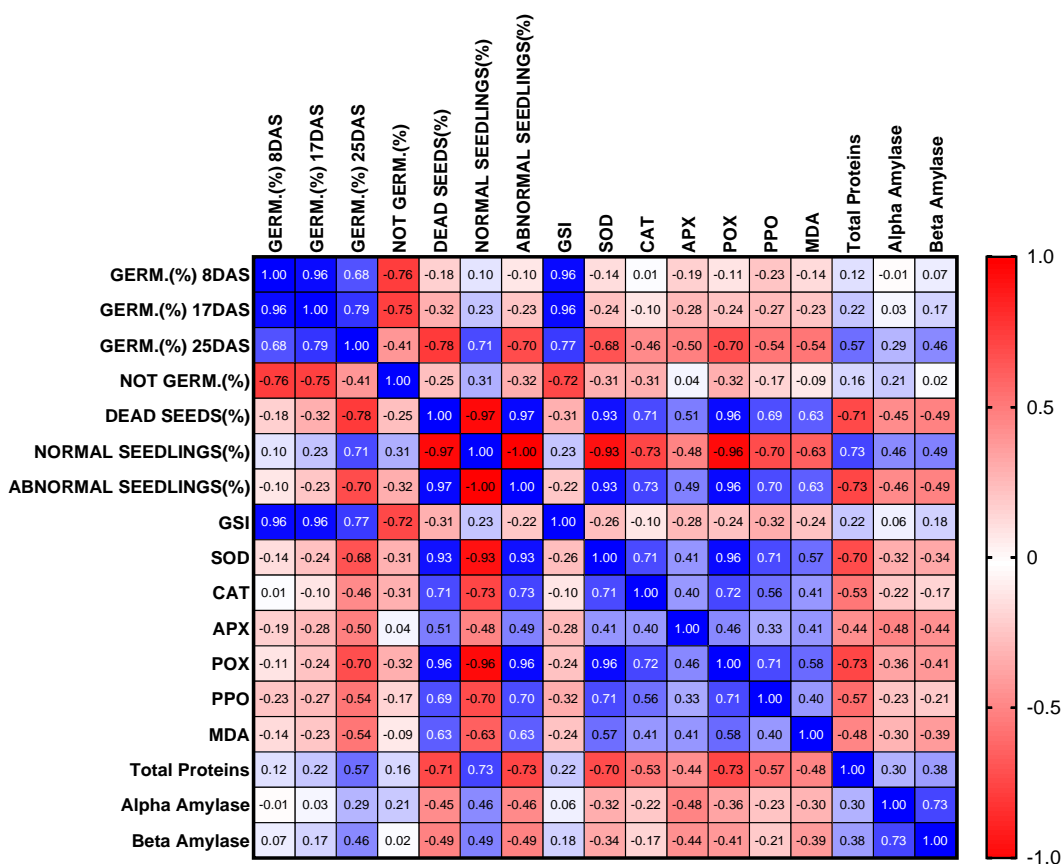 GERM.(%) 8DAS
GERM.(%) 17DAS
GERM.(%) 25DAS
NOT GERM.(%)
DEAD SEEDS(%)
NORMAL SEEDLINGS(%)
ABNORMAL SEEDLINGS(%)
GSI
SOD
CAT
APX
POX
PPO
MDA
Total Proteins
Alpha Amylase
Beta Amylase
GERM.(%) 8DAS 1.00 0.96 0.68 -0.76 -0.18 0.10 -0.10 0.96 -0.14 0.01 -0.19 -0.11 -0.23 -0.14 0.12 -0.01 0.07
GERM.(%) 17DAS 0.96 1.00 0.79 -0.75 -0.32 0.23 -0.23 0.96 -0.24 -0.10 -0.28 -0.24 -0.27 -0.23 0.22 0.03 0.17
GERM.(%) 25DAS 0.68 0.79 1.00 -0.41 -0.78 0.71 -0.70 0.77 -0.68 -0.46 -0.50 -0.70 -0.54 -0.54 0.57 0.29 0.46
NOT GERM.(%) -0.76 -0.75 -0.41 1.00 -0.25 0.31 -0.32 -0.72 -0.31 -0.31 0.04 -0.32 -0.17 -0.09 0.16 0.21 0.02
DEAD SEEDS(%) -0.18 -0.32 -0.78 -0.25 1.00 -0.97 0.97 -0.31 0.93 0.71 0.51 0.96 0.69 0.63 -0.71 -0.45 -0.49
NORMAL SEEDLINGS(%) 0.10 0.23 0.71 0.31 -0.97 1.00 -1.00 0.23 -0.93 -0.73 -0.48 -0.96 -0.70 -0.63 0.73 0.46 0.49
ABNORMAL SEEDLINGS(%) -0.10 -0.23 -0.70 -0.32 0.97 -1.00 1.00 -0.22 0.93 0.73 0.49 0.96 0.70 0.63 -0.73 -0.46 -0.49
GSI 0.96 0.96 0.77 -0.72 -0.31 0.23 -0.22 1.00 -0.26 -0.10 -0.28 -0.24 -0.32 -0.24 0.22 0.06 0.18
SOD -0.14 -0.24 -0.68 -0.31 0.93 -0.93 0.93 -0.26 1.00 0.71 0.41 0.96 0.71 0.57 -0.70 -0.32 -0.34
CAT 0.01 -0.10 -0.46 -0.31 0.71 -0.73 0.73 -0.10 0.71 1.00 0.40 0.72 0.56 0.41 -0.53 -0.22 -0.17
APX -0.19 -0.28 -0.50 0.04 0.51 -0.48 0.49 -0.28 0.41 0.40 1.00 0.46 0.33 0.41 -0.44 -0.48 -0.44
POX -0.11 -0.24 -0.70 -0.32 0.96 -0.96 0.96 -0.24 0.96 0.72 0.46 1.00 0.71 0.58 -0.73 -0.36 -0.41
PPO -0.23 -0.27 -0.54 -0.17 0.69 -0.70 0.70 -0.32 0.71 0.56 0.33 0.71 1.00 0.40 -0.57 -0.23 -0.21
MDA -0.14 -0.23 -0.54 -0.09 0.63 -0.63 0.63 -0.24 0.57 0.41 0.41 0.58 0.40 1.00 -0.48 -0.30 -0.39
Total Proteins 0.12 0.22 0.57 0.16 -0.71 0.73 -0.73 0.22 -0.70 -0.53 -0.44 -0.73 -0.57 -0.48 1.00 0.30 0.38
Alpha Amylase -0.01 0.03 0.29 0.21 -0.45 0.46 -0.46 0.06 -0.32 -0.22 -0.48 -0.36 -0.23 -0.30 0.30 1.00 0.73
Beta Amylase 0.07 0.17 0.46 0.02 -0.49 0.49 -0.49 0.18 -0.34 -0.17 -0.44 -0.41 -0.21 -0.39 0.38 0.73 1.00
1.0
0.5
0
-0.5
-1.0